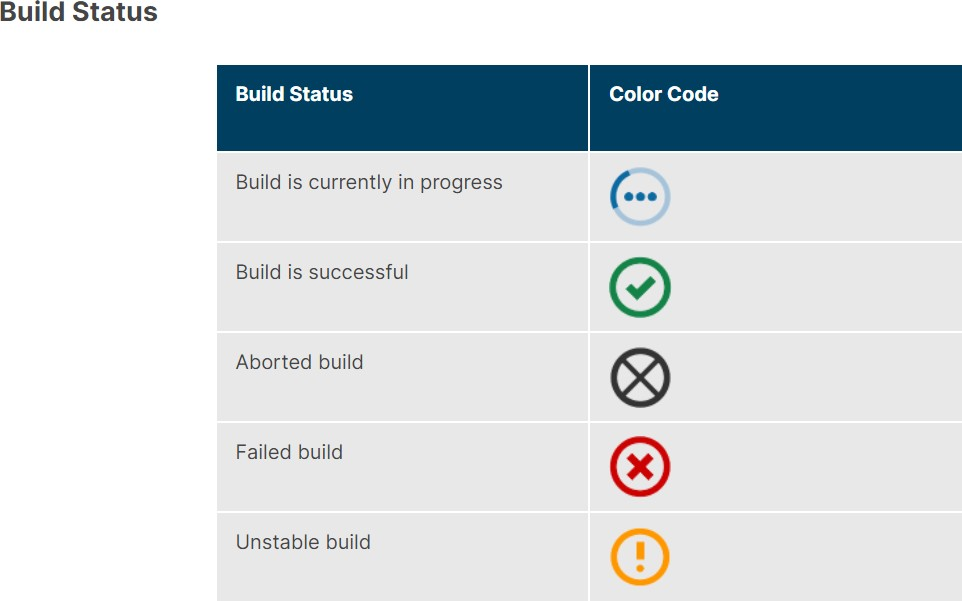 Build Status
Build Status
Color Code
Build is currently in progress
Build is successful
Aborted build
Failed build
Unstable build